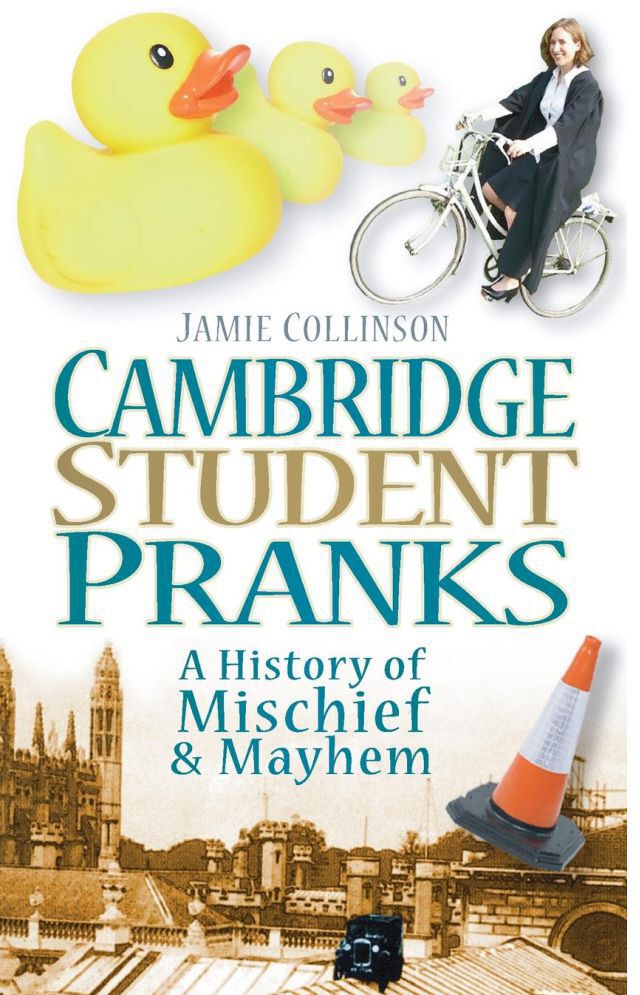 JAMIE COLLINSON
CAMBRIDGE
STUDENT
PRANKS
A HISTORY OF
MISCHIEF
& MAYHEM